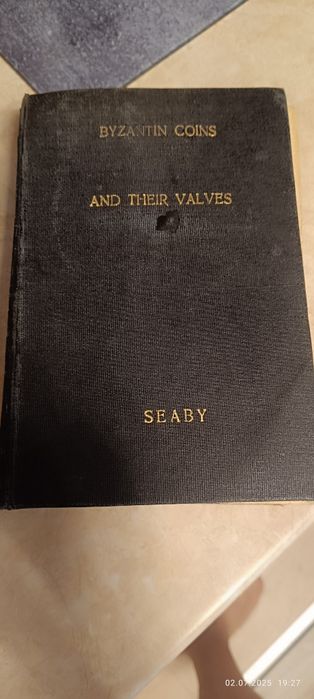 BYZANTIN COINS
AND THEIR VALVES
SEABY
02.07.2025 19:27